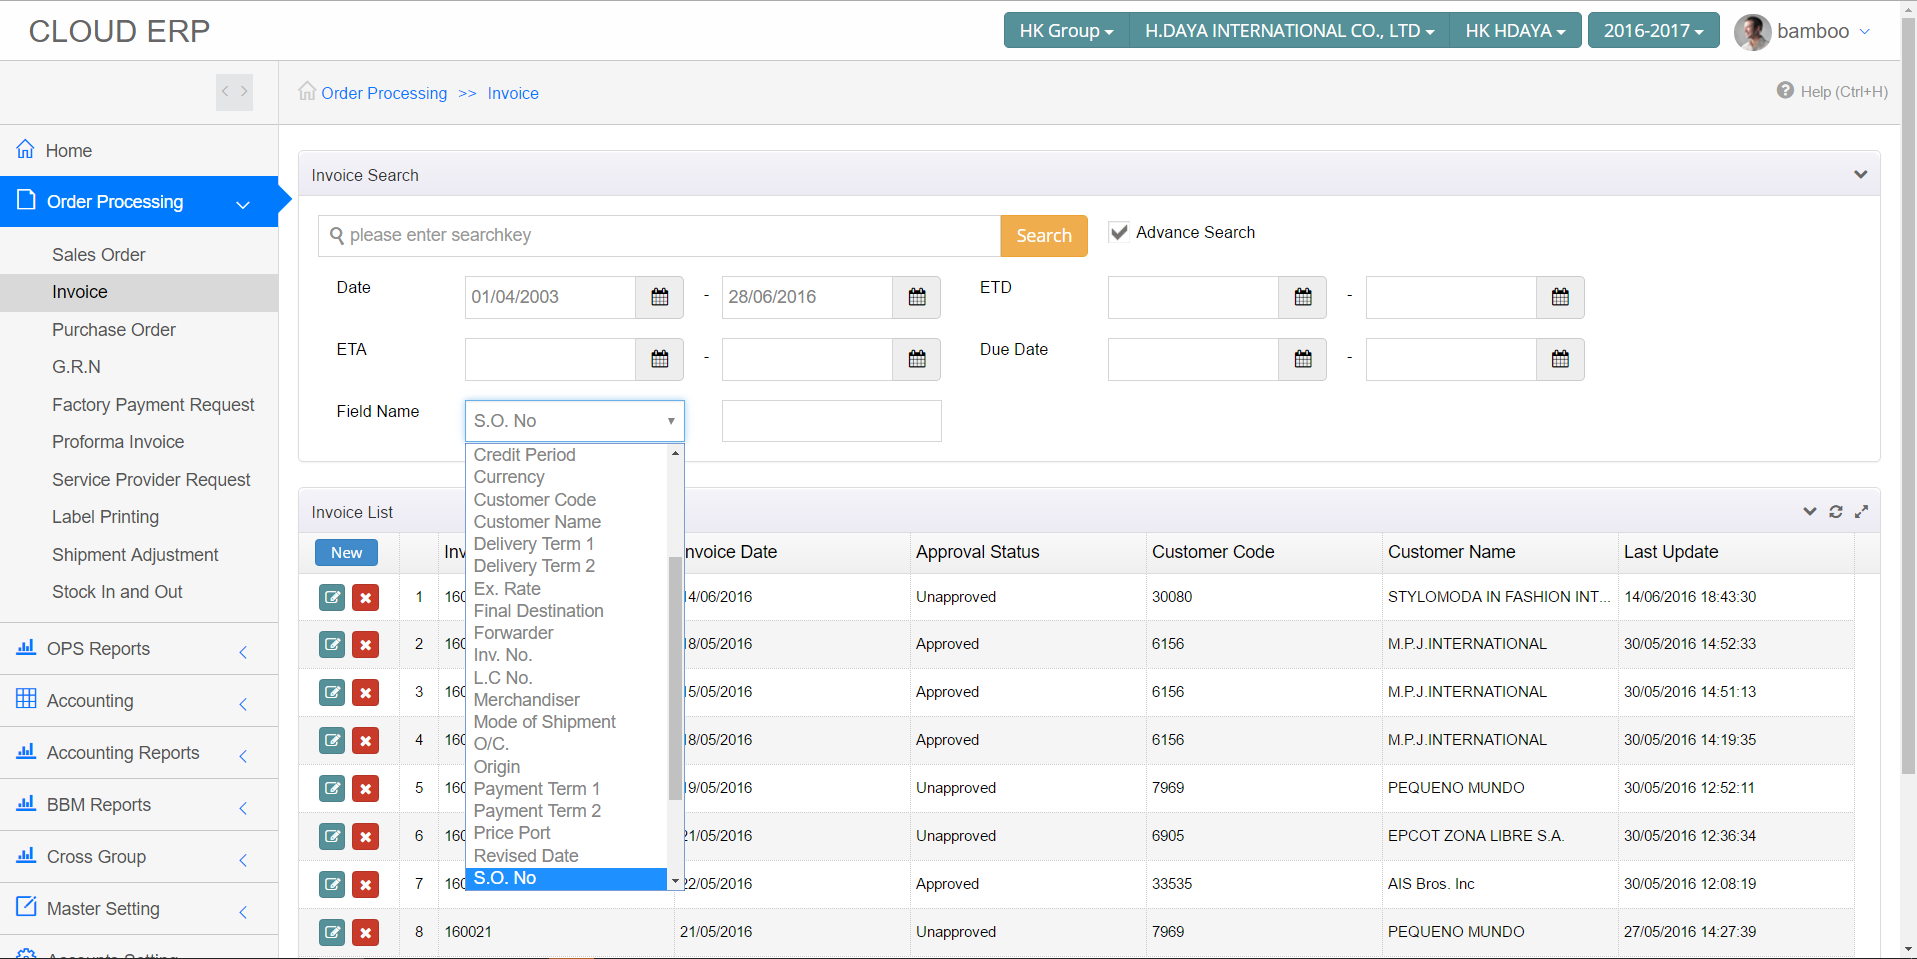 CLOUD ERP
HK Group
H.DAYA INTERNATIONAL CO., LTD
HK HDAYA
2016-2017
bamboo
Order Processing >> Invoice
Help (Ctrl+H)
Home
Order Processing
Sales Order
Invoice
Purchase Order
G.R.N
Factory Payment Request
Proforma Invoice
Service Provider Request
Label Printing
Shipment Adjustment
Stock In and Out
OPS Reports
Accounting
Accounting Reports
BBM Reports
Cross Group
Master Setting
Invoice Search
please enter searchkey
Search
Advance Search
Date
01/04/2003
-
28/06/2016
ETD
-
ETA
-
Due Date
-
Field Name
S.O. No
Credit Period
Currency
Customer Code
Customer Name
Delivery Term 1
Delivery Term 2
Ex. Rate
Final Destination
Forwarder
Inv. No.
L.C No.
Merchandiser
Mode of Shipment
O/C.
Origin
Payment Term 1
Payment Term 2
Price Port
Revised Date
S.O. No
Invoice List
New Inv nvoice Date Approval Status Customer Code Customer Name Last Update
1 160 14/06/2016 Unapproved 30080 STYLOMODA IN FASHION INT... 14/06/2016 18:43:30
2 160 18/05/2016 Approved 6156 M.P.J.INTERNATIONAL 30/05/2016 14:52:33
3 160 15/05/2016 Approved 6156 M.P.J.INTERNATIONAL 30/05/2016 14:51:13
4 160 18/05/2016 Approved 6156 M.P.J.INTERNATIONAL 30/05/2016 14:19:35
5 160 19/05/2016 Unapproved 7969 PEQUENO MUNDO 30/05/2016 12:52:11
6 160 21/05/2016 Unapproved 6905 EPCOT ZONA LIBRE S.A. 30/05/2016 12:36:34
7 160 22/05/2016 Approved 33535 AIS Bros. Inc 30/05/2016 12:08:19
8 160021 21/05/2016 Unapproved 7969 PEQUENO MUNDO 27/05/2016 14:27:39